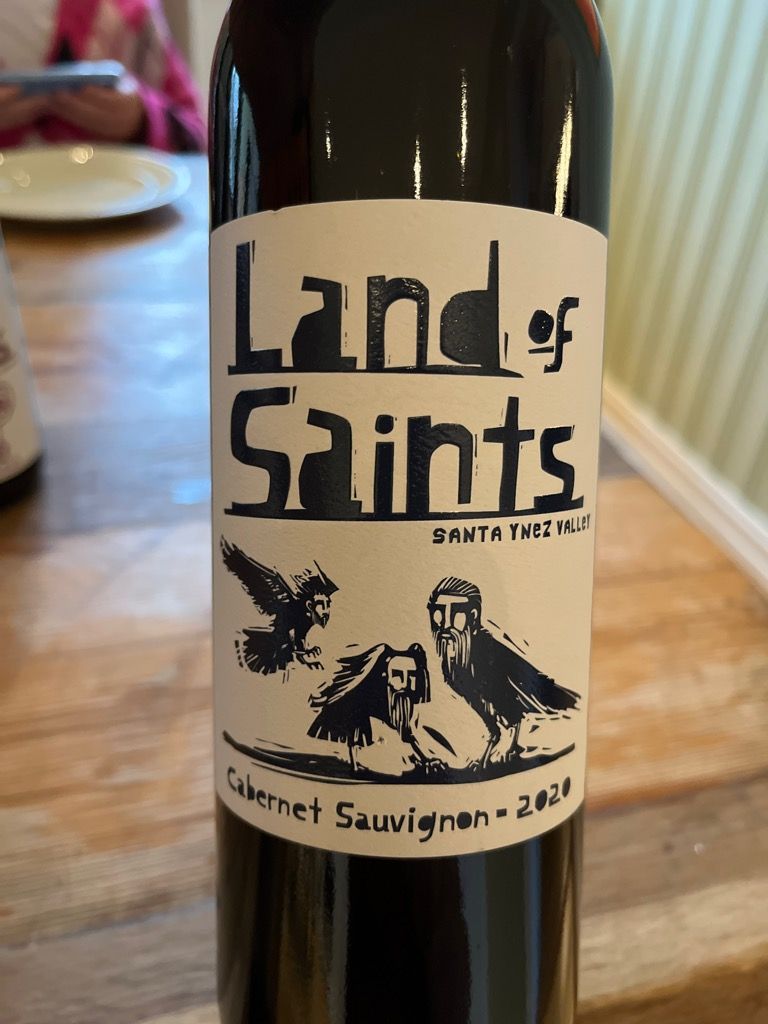 Land of
Saints
SANTA YNEZ VALLEY
Cabernet Sauvignon - 2020